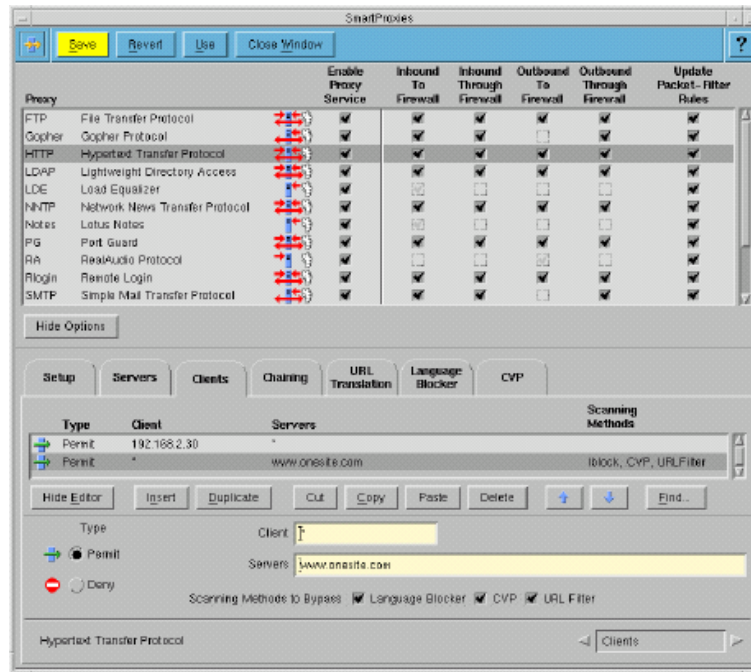 SmartProxies
Save Revert Use Close Window ?
Proxy Enable Proxy Service Inbound To Firewall Inbound Through Firewall Outbound To Firewall Outbound Through Firewall Update Packet-Filter Rules
FTP File Transfer Protocol
Gopher Gopher Protocol
HTTP Hypertext Transfer Protocol
LDAP Lightweight Directory Access
LDE Load Equalizer
NNTP Network News Transfer Protocol
Notes Lotus Notes
PG Port Guard
RA RealAudio Protocol
Rlogin Remote Login
SMTP Simple Mail Transfer Protocol
Hide Options
Setup Servers Clients Chaining URL Translation Language Blocker CVP
Type Client Servers Scanning Methods
Permit 192.168.2.30 *
Permit * www.onesite.com lblock, CVP, URLFilter
Hide Editor Insert Duplicate Cut Copy Paste Delete Find...
Type
Permit
Deny
Client *
Servers www.onesite.com
Scanning Methods to Bypass Language Blocker CVP URL Filter
Hypertext Transfer Protocol Clients